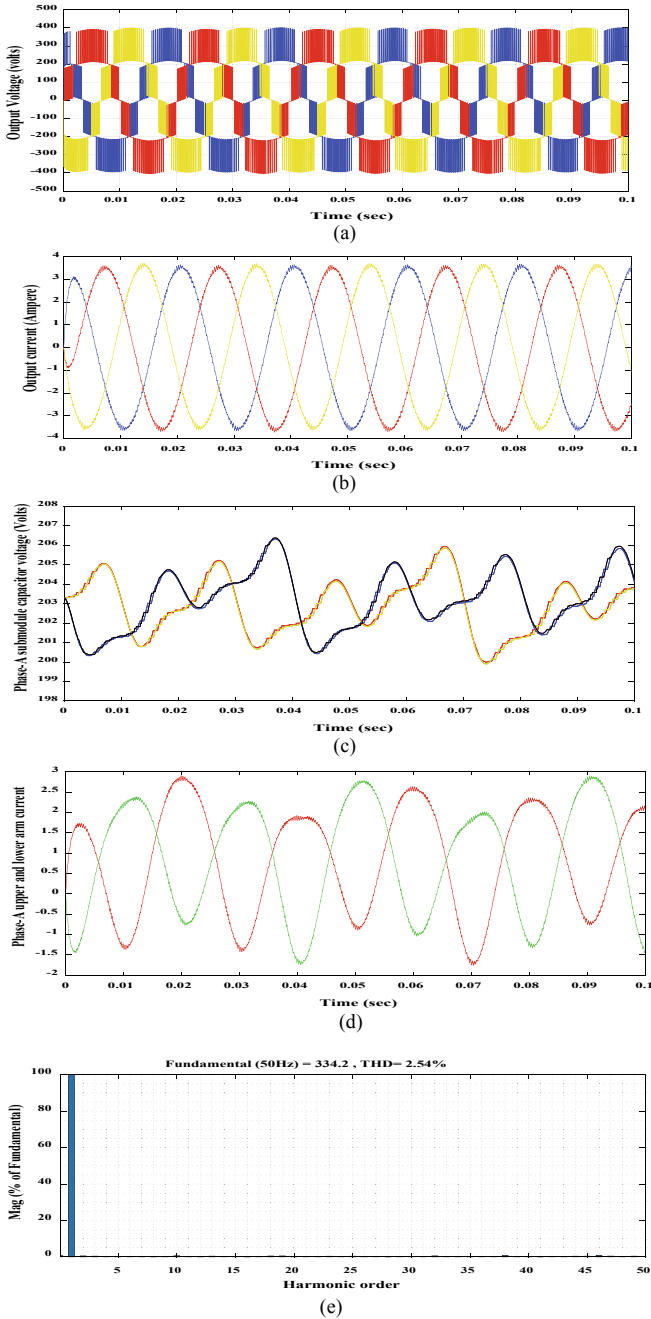 500
400
300
200
100
0
-100
-200
-300
-400
500
Output Voltage (volts)
0 0.01 0.02 0.03 0.04 0.05 0.06 0.07 0.08 0.09 0.1
Time (sec)
(a)
4
3
2
1
0
-1
-2
-3
-4
Output current (Ampere)
0 0.01 0.02 0.03 0.04 0.05 0.06 0.07 0.08 0.09 0.1
Time (sec)
(b)
208
206
204
203
202
200
199
198
Phase-A submodule capacitor voltage (Volts)
0 0.01 0.02 0.03 0.04 0.05 0.06 0.07 0.08 0.09 0.1
Time (sec)
(c)
3
2.5
2
1.5
1
0.5
0
-0.5
-1
-1.5
-2
Phase-A upper and lower arm current
0 0.01 0.02 0.03 0.04 0.05 0.06 0.07 0.08 0.09 0.1
Time (sec)
(d)
Fundamental (50Hz) = 334.2 , THD= 2.54%
100
80
60
40
20
0
Mag (% of Fundamental)
5 10 15 20 25 30 35 40 45 50
Harmonic order
(e)